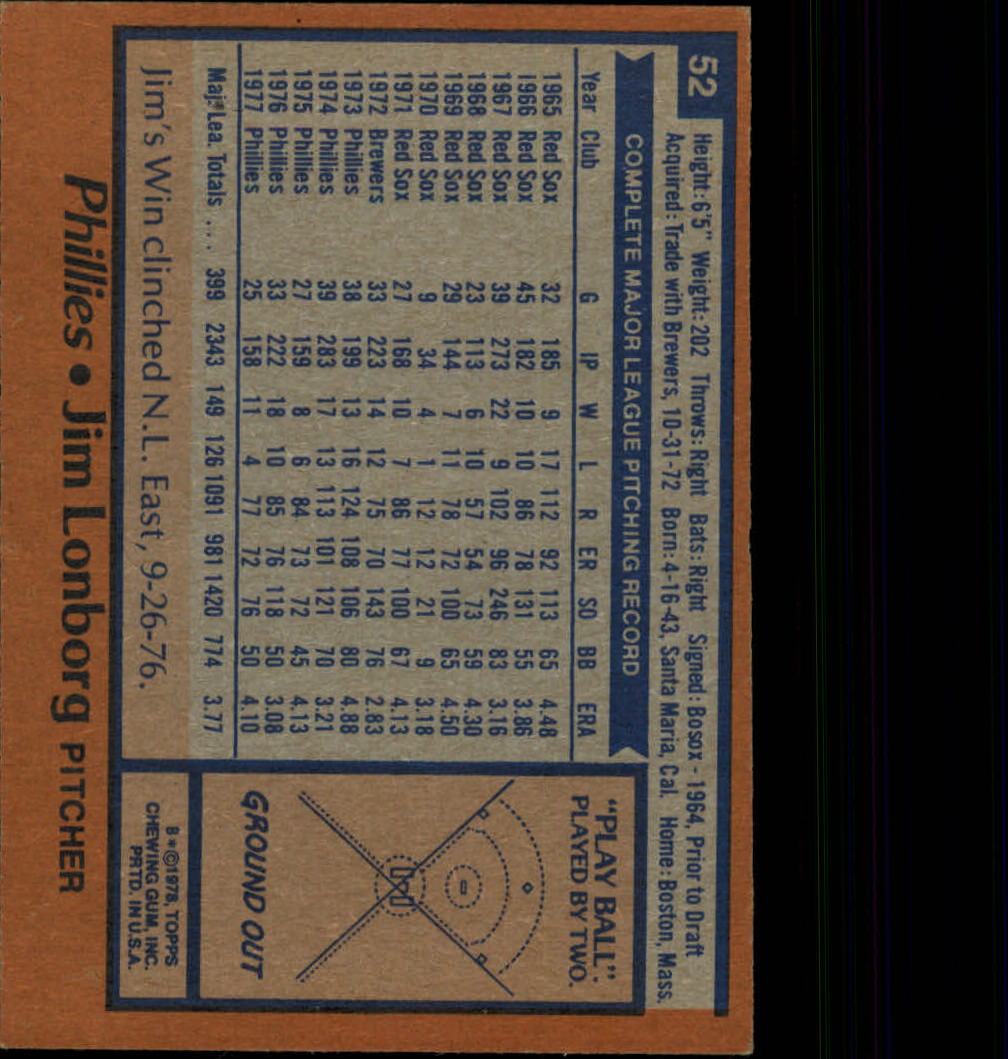 52
Height: 6'5" Weight: 202 Throws: Right Bats: Right Signed: Bosox - 1964, Prior to Draft
Acquired: Trade with Brewers, 10-31-72 Born: 4-16-43, Santa Maria, Cal. Home: Boston, Mass.
COMPLETE MAJOR LEAGUE PITCHING RECORD
Year Club G IP W L R ER SO BB ERA
1965 Red Sox 32 185 9 17 112 92 113 65 4.48
1966 Red Sox 45 182 10 10 86 78 131 55 3.86
1967 Red Sox 39 273 22 9 102 96 246 83 3.16
1968 Red Sox 23 113 6 10 57 54 73 59 4.30
1969 Red Sox 29 144 7 11 78 72 100 65 4.50
1970 Red Sox 9 34 4 1 12 12 21 9 3.18
1971 Red Sox 27 168 10 7 86 77 100 67 4.13
1972 Brewers 33 223 14 12 75 70 143 76 2.83
1973 Phillies 38 199 13 16 124 108 106 80 4.88
1974 Phillies 39 283 17 13 113 101 121 70 3.21
1975 Phillies 27 159 8 6 84 73 72 45 4.13
1976 Phillies 33 222 18 10 85 76 118 50 3.08
1977 Phillies 25 158 11 4 77 72 76 50 4.10
Maj. Lea. Totals .... 399 2343 149 126 1091 981 1420 774 3.77
Jim's Win clinched N.L. East, 9-26-76.
"PLAY BALL"
PLAYED BY TWO.
GROUND OUT
B*©1978, TOPPS
CHEWING GUM, INC.
PRTD. IN U.S.A.
Phillies • Jim Lonborg PITCHER